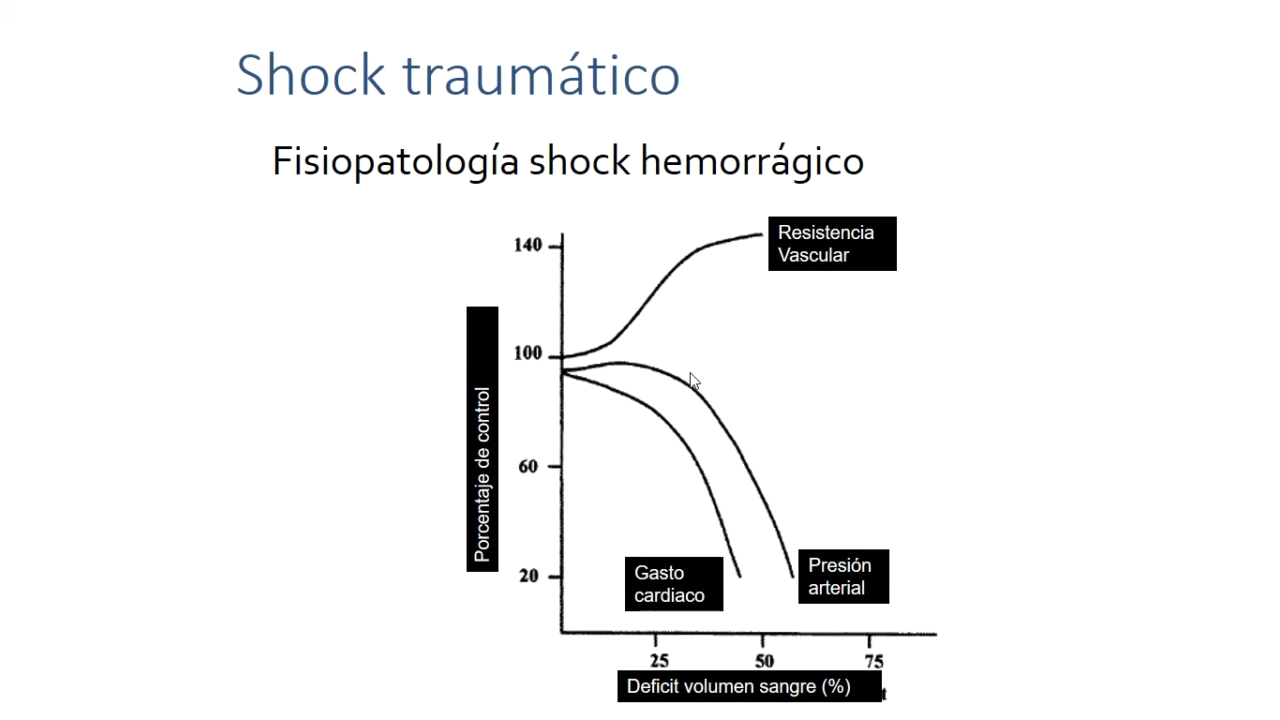 Shock traumático
Fisiopatología shock hemorrágico
140
Resistencia
Vascular
100
Porcentaje de control
60
20
Gasto
cardiaco
Presión
arterial
25 50 75
Deficit volumen sangre (%)
t